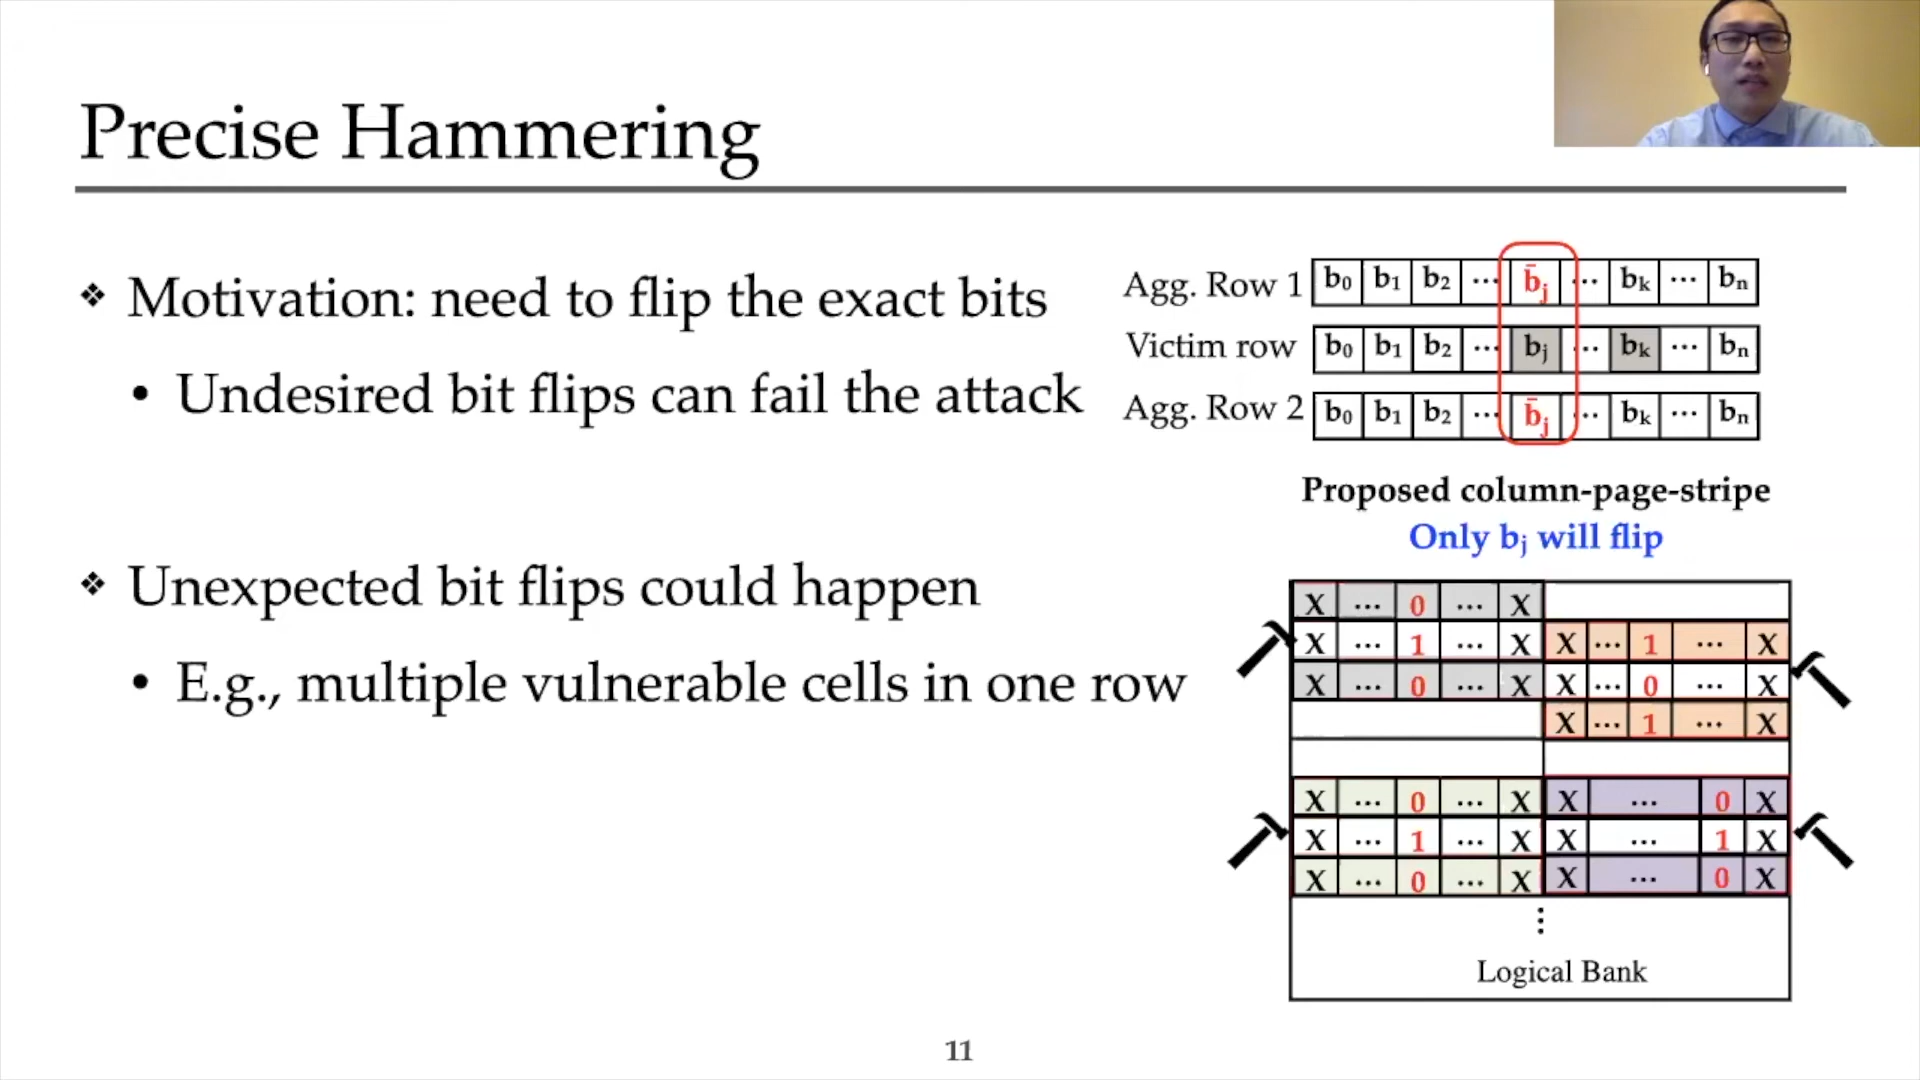 Precise Hammering
❖ Motivation: need to flip the exact bits
• Undesired bit flips can fail the attack
❖ Unexpected bit flips could happen
• E.g., multiple vulnerable cells in one row
Agg. Row 1 b₀ b₁ b₂ ... b̄ⱼ ... bₖ ... bₙ
Victim row b₀ b₁ b₂ ... bⱼ ... bₖ ... bₙ
Agg. Row 2 b₀ b₁ b₂ ... b̄ⱼ ... bₖ ... bₙ
Proposed column-page-stripe
Only bⱼ will flip
X ... 0 ... X
X ... 1 ... X X ... 1 ... X
X ... 0 ... X X ... 0 ... X
X ... 1 ... X
X ... 0 ... X X ... 0 X
X ... 1 ... X X ... 1 X
X ... 0 ... X X ... 0 X
⋮
Logical Bank
11